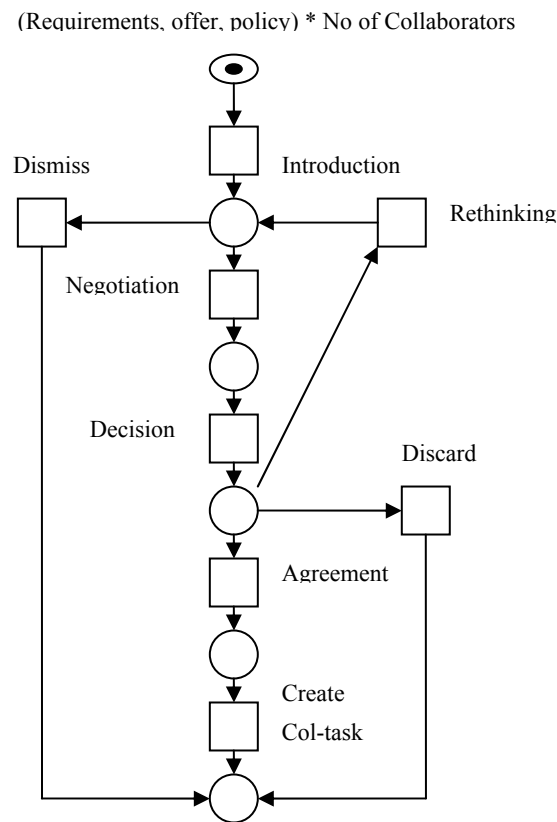 (Requirements, offer, policy) * No of Collaborators
Dismiss
Introduction
Rethinking
Negotiation
Decision
Discard
Agreement
Create
Col-task